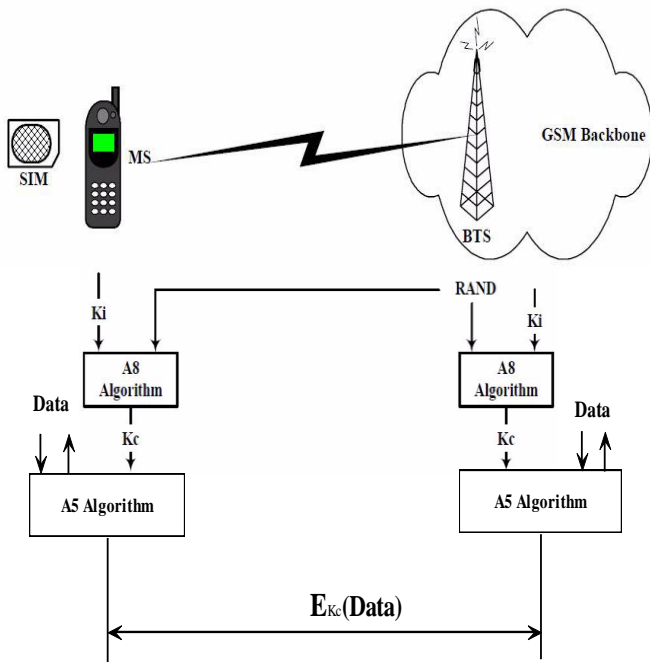 GSM Backbone
SIM
MS
BTS
RAND
Ki
Ki
A8
Algorithm
A8
Algorithm
Data
Kc
Kc
Data
A5 Algorithm
A5 Algorithm
EKc(Data)